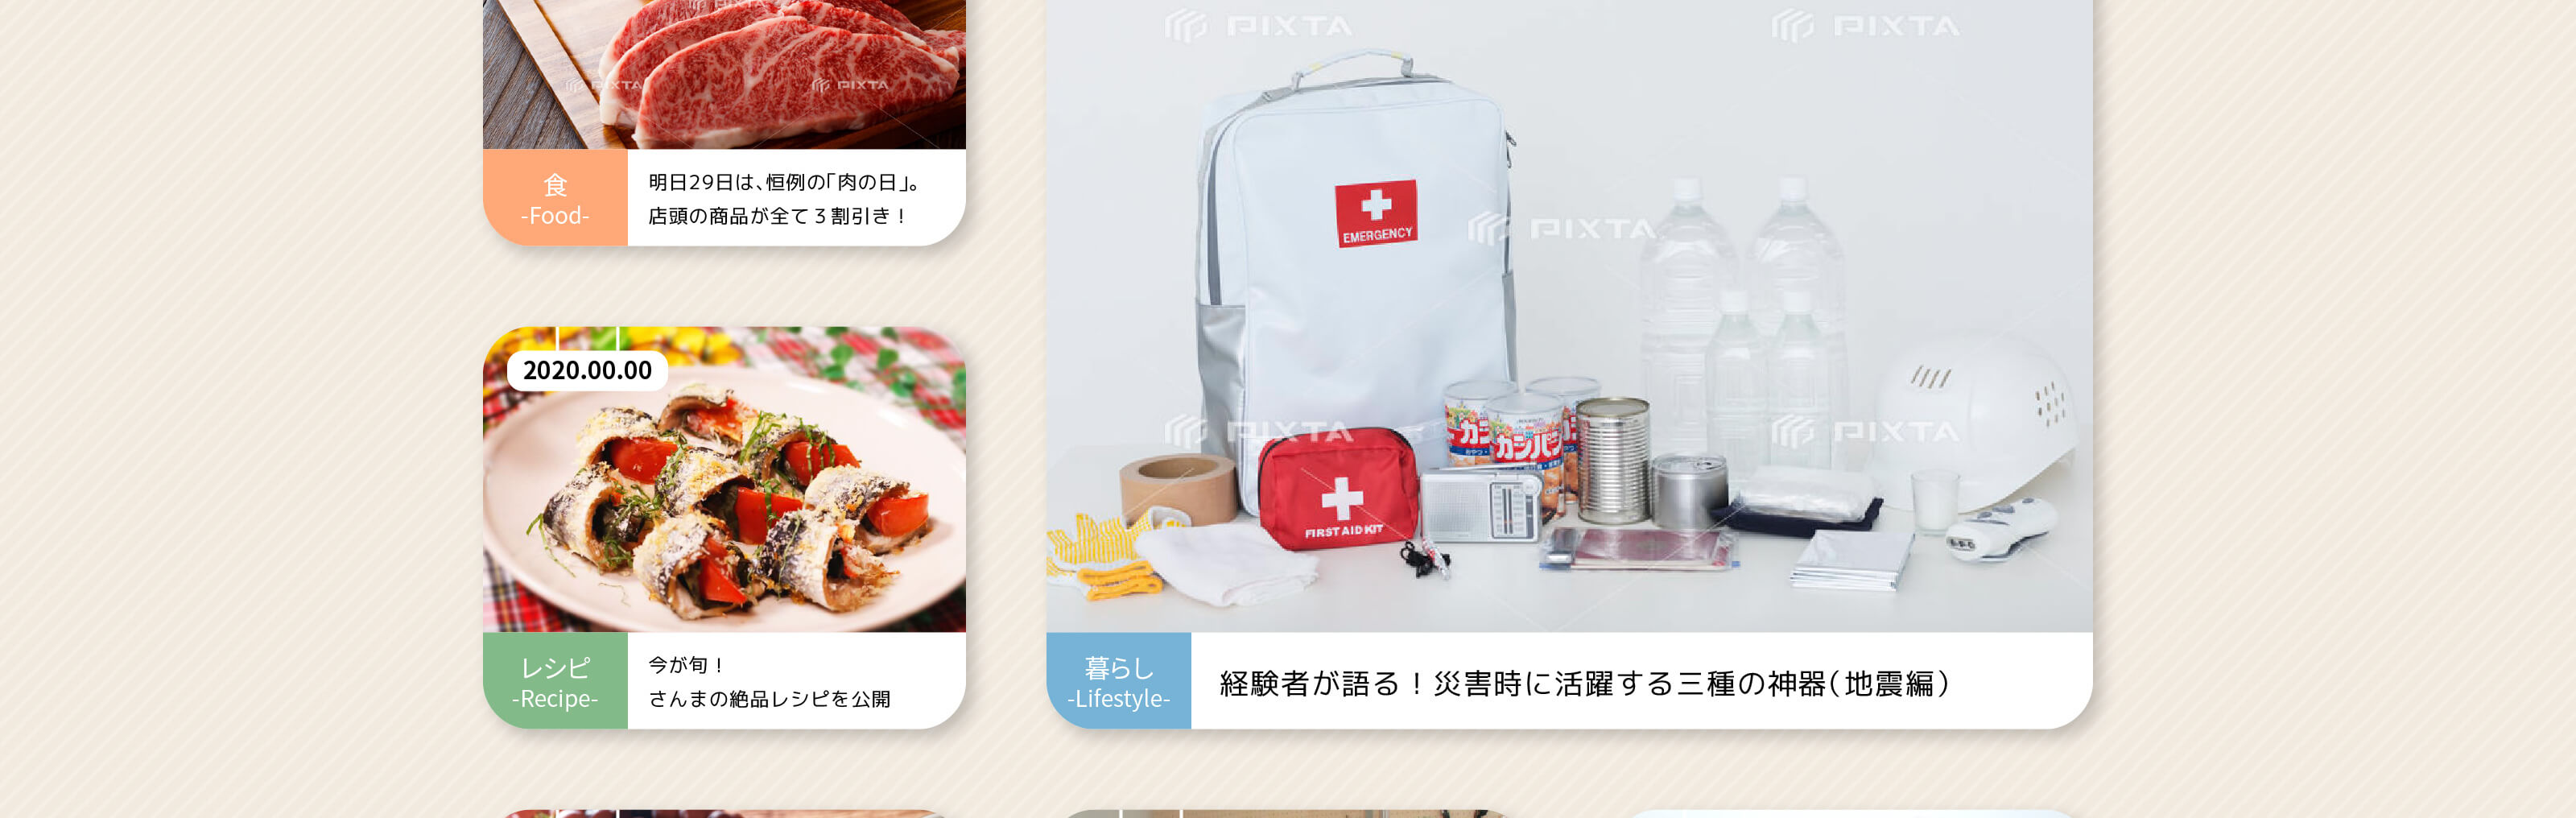 PIXTA
PIXTA
PIXTA
PIXTA
食
-Food-
明日29日は、恒例の「肉の日」。
店頭の商品が全て３割引き！
EMERGENCY
PIXTA
2020.00.00
PIXTA
PIXTA
カンパン
FIRST AID KIT
レシピ
-Recipe-
今が旬！
さんまの絶品レシピを公開
暮らし
-Lifestyle-
経験者が語る！災害時に活躍する三種の神器（地震編）